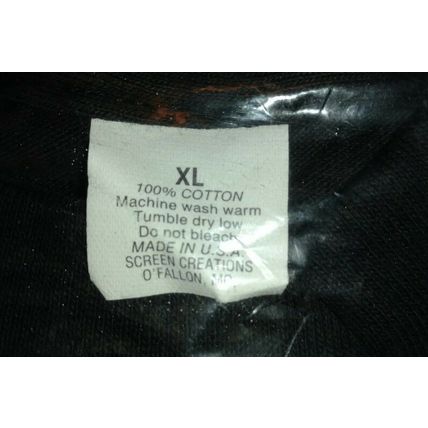 XL
100% COTTON
Machine wash warm
Tumble dry low
Do not bleach
MADE IN U.S.A.
SCREEN CREATIONS
O'FALLON, MO.